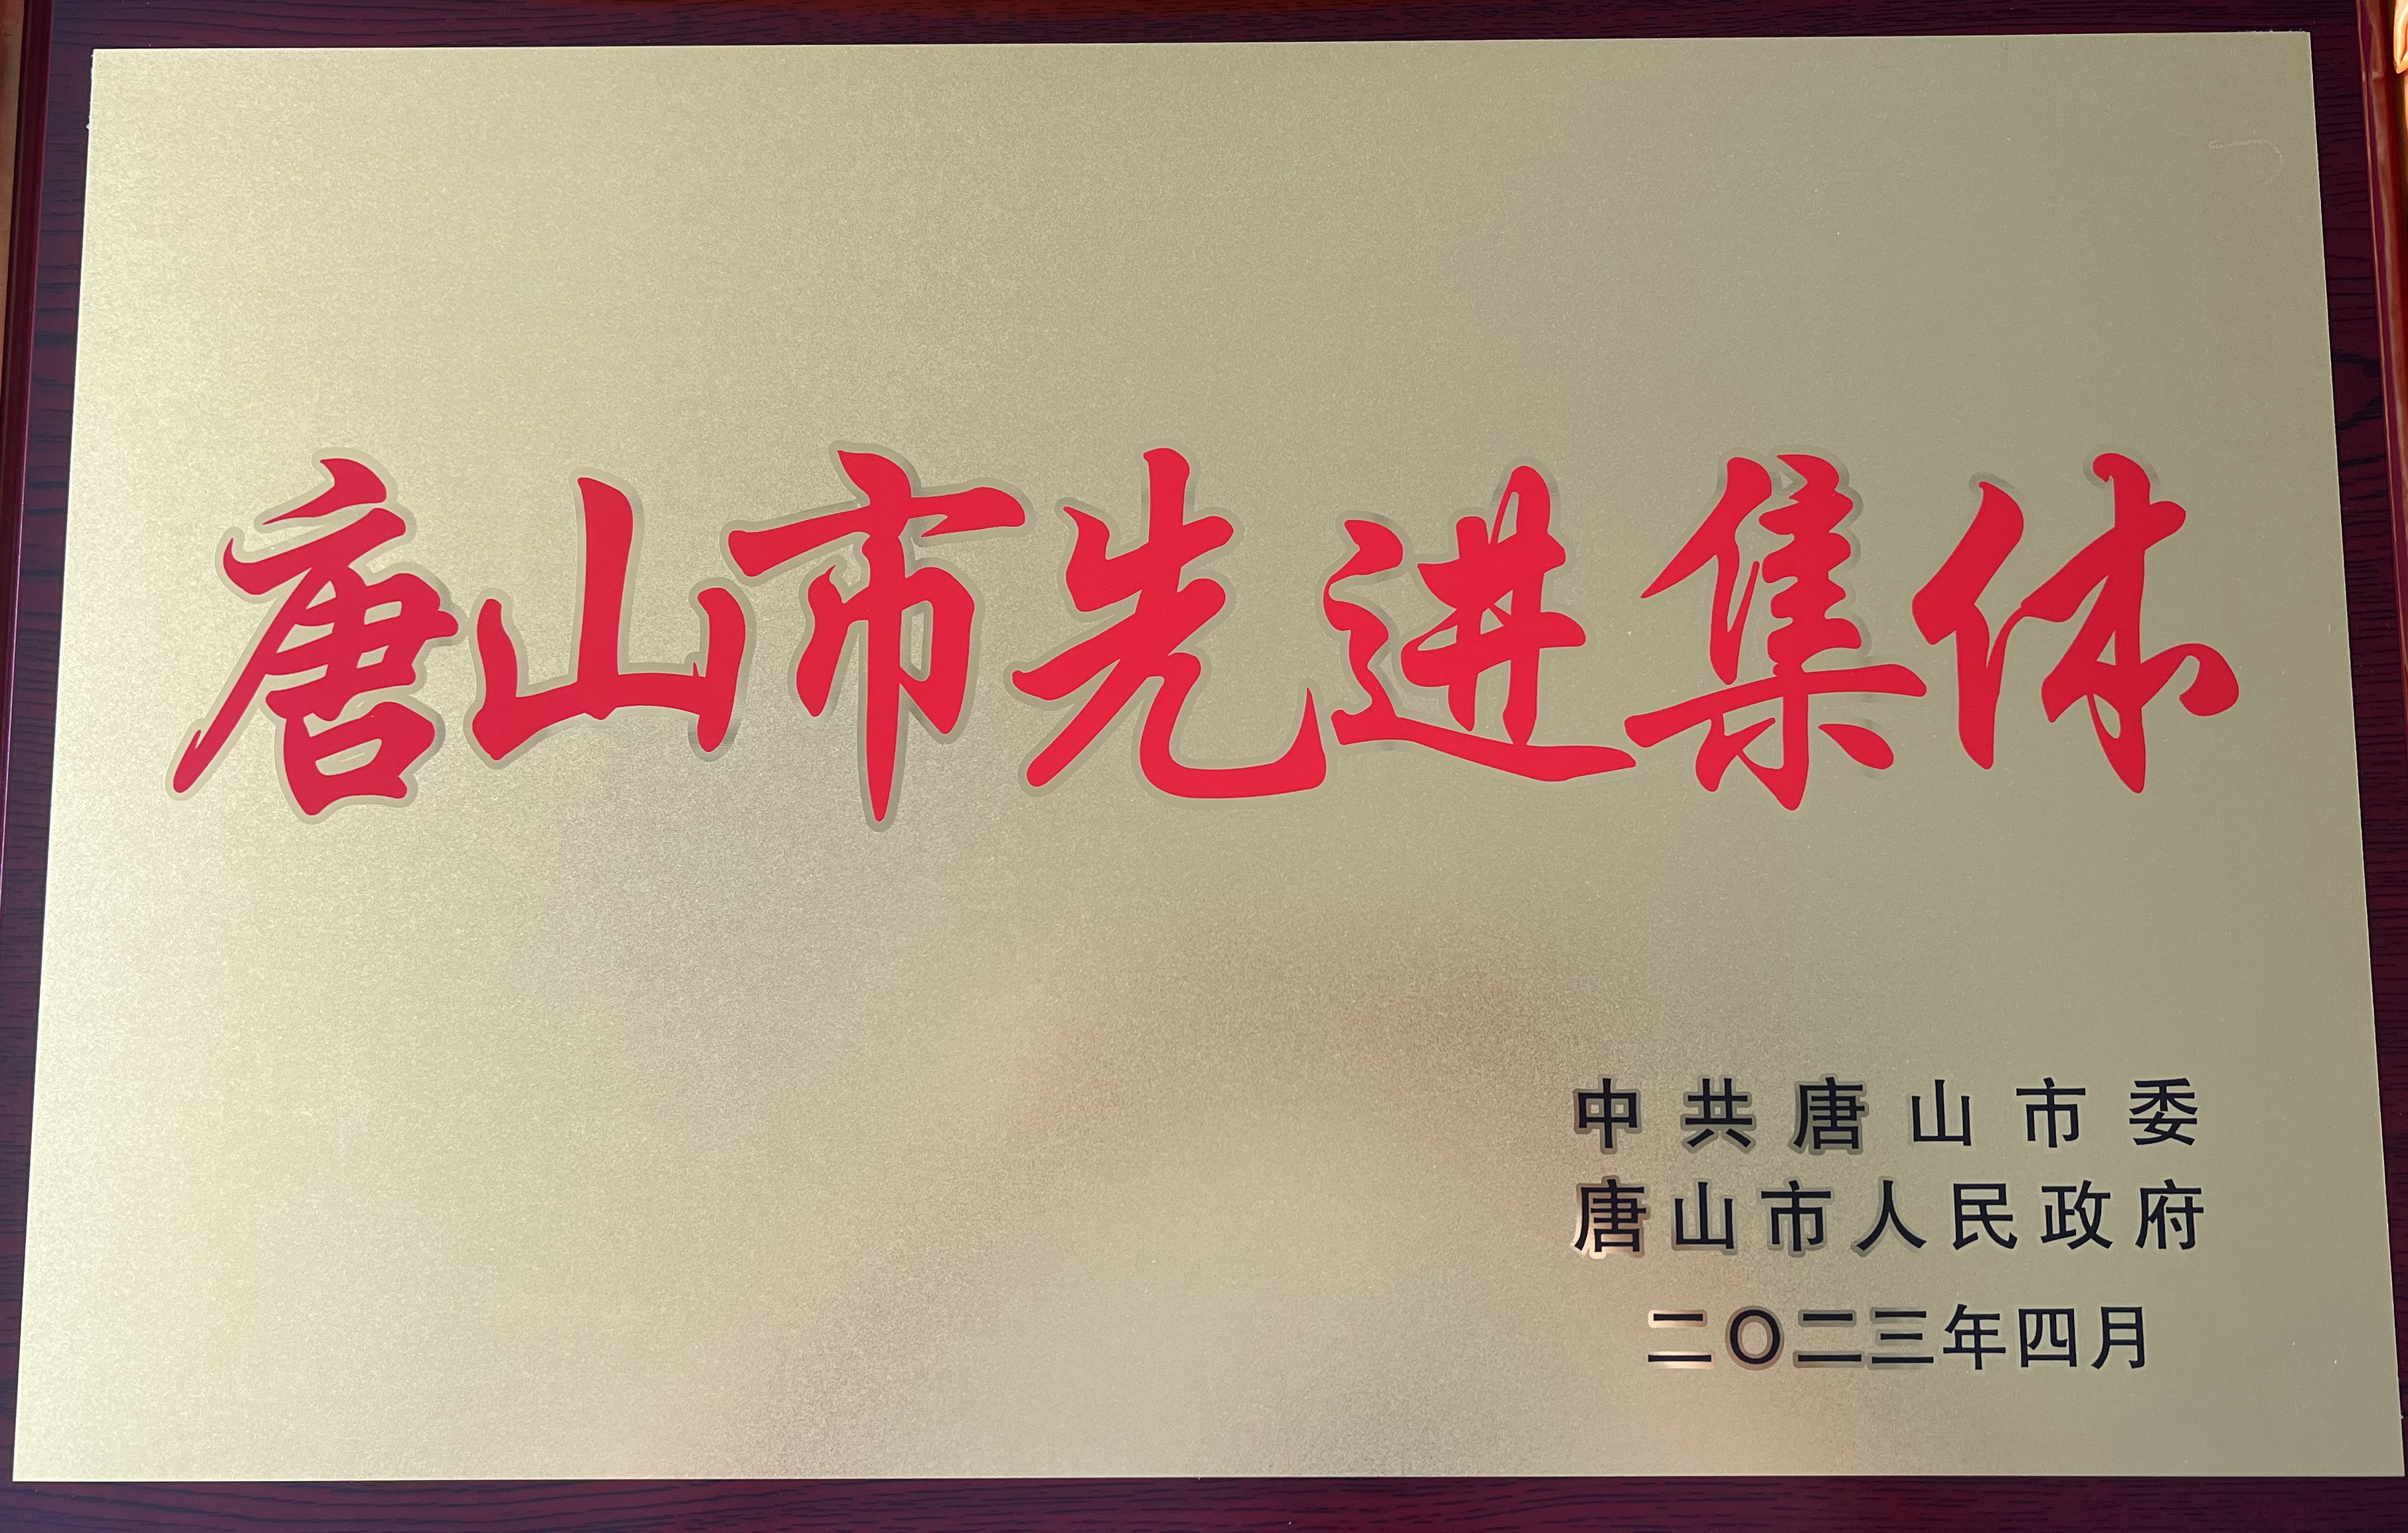 唐山市先进集体
中共唐山市委
唐山市人民政府
二〇二三年四月